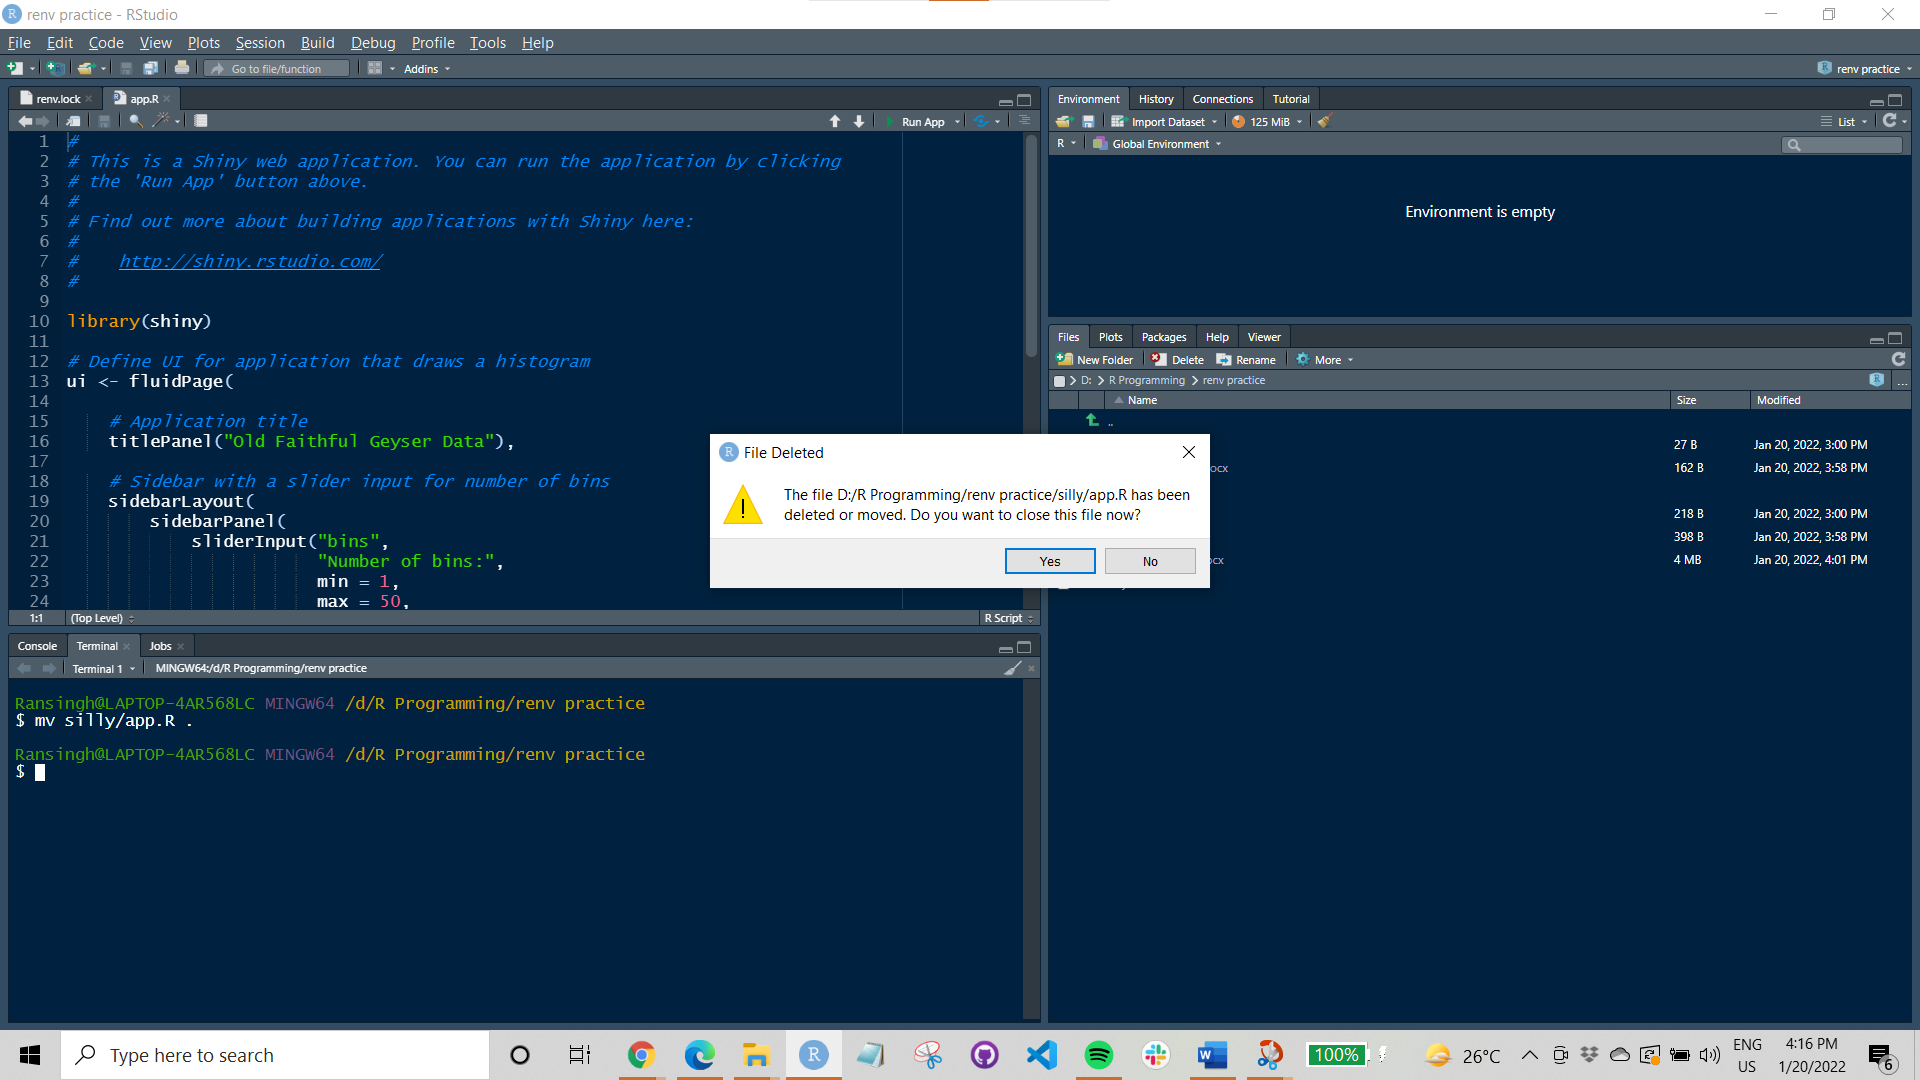 renv practice - RStudio
File Edit Code View Plots Session Build Debug Profile Tools Help
Go to file/function Addins renv practice
renv.lock app.R
Run App
1 #
2 # This is a Shiny web application. You can run the application by clicking
3 # the 'Run App' button above.
4 #
5 # Find out more about building applications with Shiny here:
6 #
7 # http://shiny.rstudio.com/
8 #
9
10 library(shiny)
11
12 # Define UI for application that draws a histogram
13 ui <- fluidPage(
14
15 # Application title
16 titlePanel("Old Faithful Geyser Data"),
17
18 # Sidebar with a slider input for number of bins
19 sidebarLayout(
20 sidebarPanel(
21 sliderInput("bins",
22 "Number of bins:",
23 min = 1,
24 max = 50,
1:1 (Top Level) R Script
Console Terminal Jobs
Terminal 1 MINGW64:/d/R Programming/renv practice
Ransingh@LAPTOP-4AR568LC MINGW64 /d/R Programming/renv practice
$ mv silly/app.R .
Ransingh@LAPTOP-4AR568LC MINGW64 /d/R Programming/renv practice
$
Environment History Connections Tutorial
Import Dataset 125 MiB List
R Global Environment
Environment is empty
Files Plots Packages Help Viewer
New Folder Delete Rename More
D: R Programming renv practice ...
Name Size Modified
..
27 B Jan 20, 2022, 3:00 PM
ocx 162 B Jan 20, 2022, 3:58 PM
218 B Jan 20, 2022, 3:00 PM
398 B Jan 20, 2022, 3:58 PM
ocx 4 MB Jan 20, 2022, 4:01 PM
File Deleted
The file D:/R Programming/renv practice/silly/app.R has been
deleted or moved. Do you want to close this file now?
Yes No
Type here to search
100% 26°C ENG
US
4:16 PM
1/20/2022
6